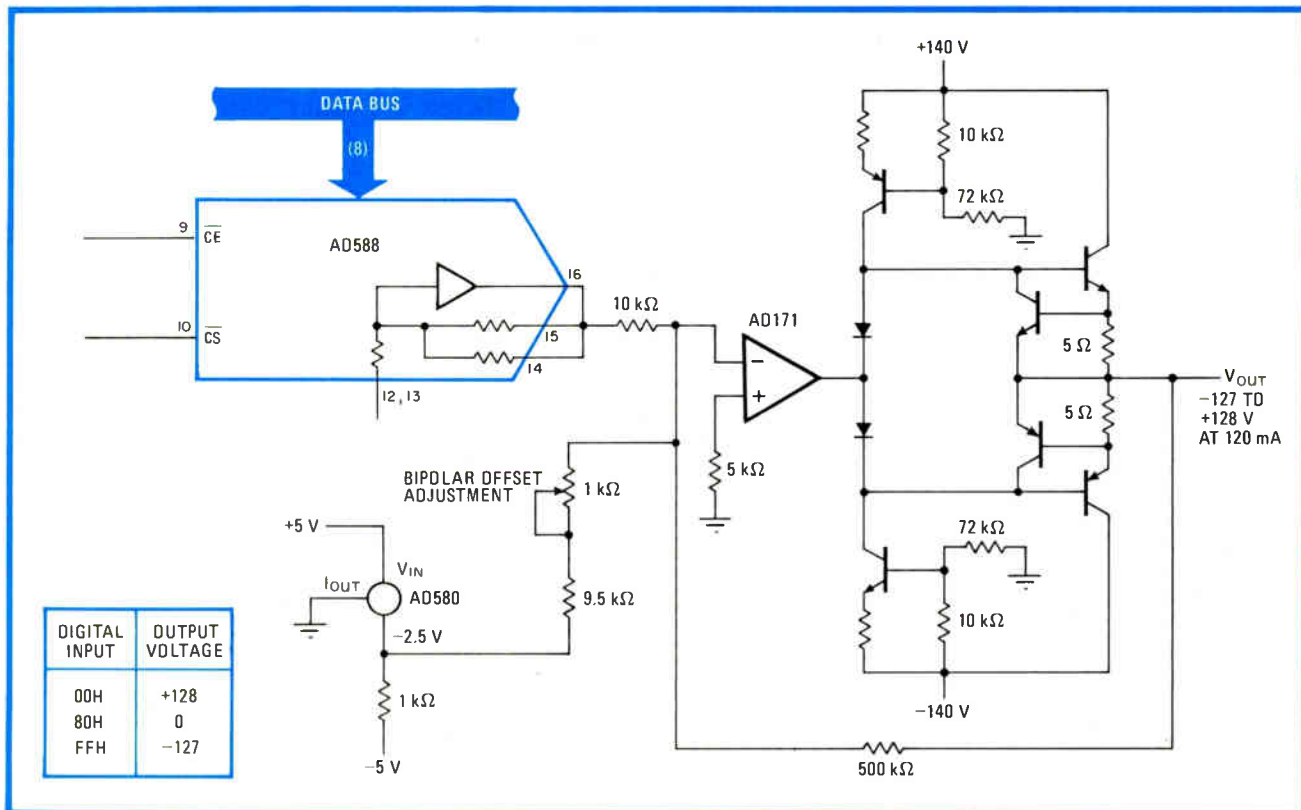 DATA BUS
(8)
9
CE
AD588
10
CS
16
15
14
12, 13
10 kΩ
AD171
−
+
5 kΩ
BIPOLAR OFFSET
ADJUSTMENT
1 kΩ
+5 V
VIN
IOUT
AD580
9.5 kΩ
−2.5 V
1 kΩ
−5 V
+140 V
10 kΩ
72 kΩ
5 Ω
5 Ω
VOUT
−127 TO
+128 V
AT 120 mA
72 kΩ
10 kΩ
−140 V
500 kΩ
DIGITAL INPUT
OUTPUT VOLTAGE
00H +128
80H 0
FFH −127